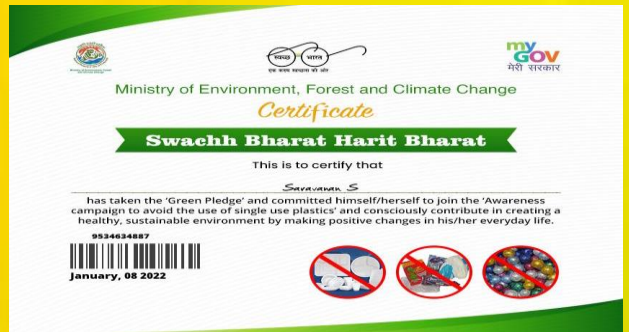 स्वच्छ भारत
एक कदम स्वच्छता की ओर
my
GOV
मेरी सरकार
Ministry of Environment, Forest and Climate Change
Certificate
Swachh Bharat Harit Bharat
This is to certify that
Saravanan S
has taken the ‘Green Pledge’ and committed himself/herself to join the ‘Awareness
campaign to avoid the use of single use plastics’ and consciously contribute in creating a
healthy, sustainable environment by making positive changes in his/her everyday life.
9534634887
January, 08 2022